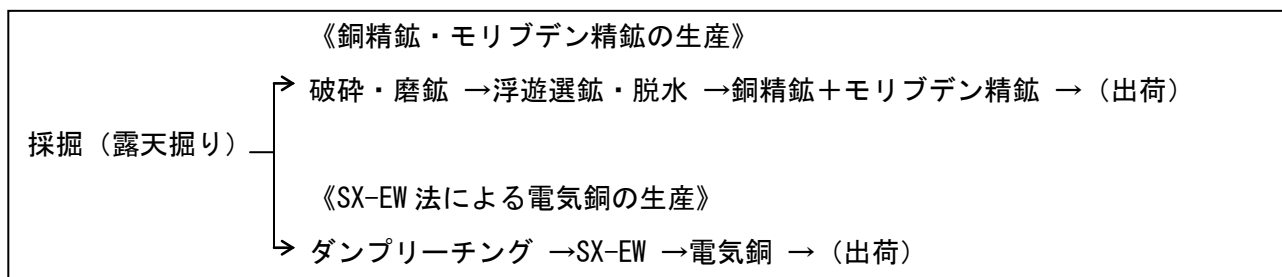 《銅精鉱・モリブデン精鉱の生産》
破砕・磨鉱 →浮遊選鉱・脱水 →銅精鉱＋モリブデン精鉱 →（出荷）
採掘（露天掘り）
《SX-EW 法による電気銅の生産》
ダンプリーチング →SX-EW →電気銅 →（出荷）